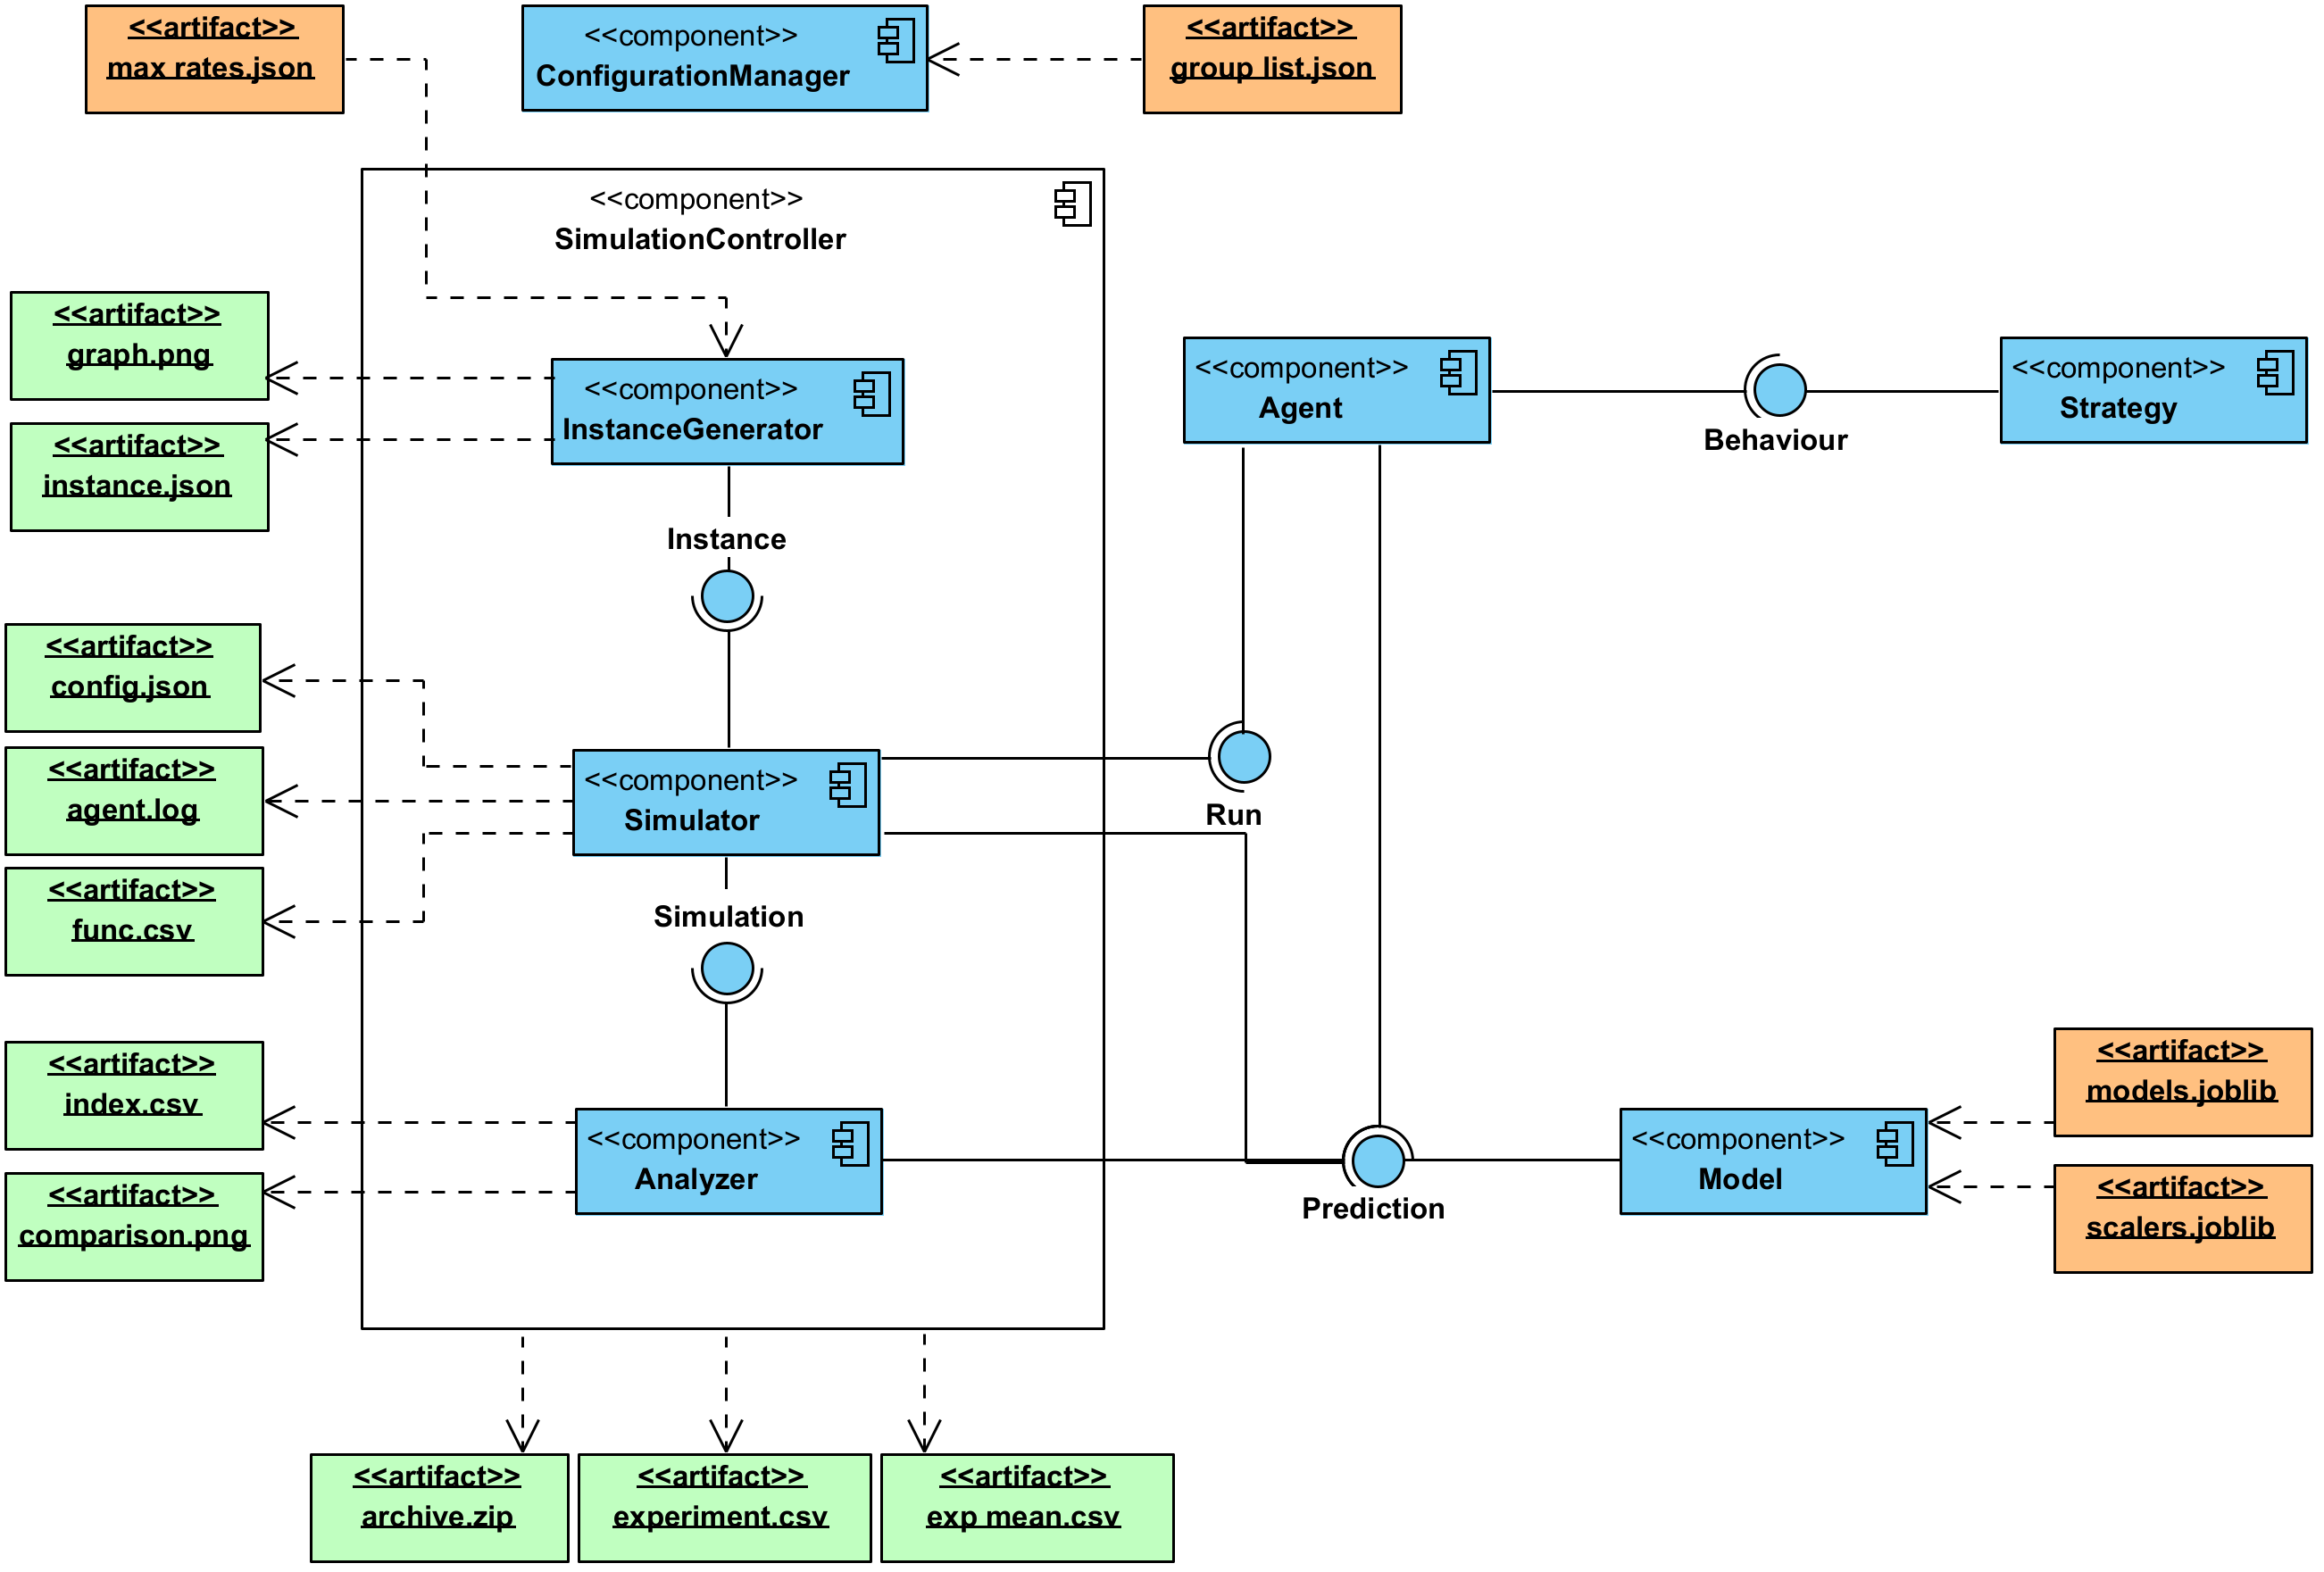 <<artifact>>
max rates.json
<<component>>
ConfigurationManager
<<artifact>>
group list.json
<<component>>
SimulationController
<<artifact>>
graph.png
<<artifact>>
instance.json
<<component>>
InstanceGenerator
<<component>>
Agent
Behaviour
<<component>>
Strategy
Instance
<<artifact>>
config.json
<<artifact>>
agent.log
<<artifact>>
func.csv
<<component>>
Simulator
Run
Simulation
<<artifact>>
index.csv
<<artifact>>
comparison.png
<<component>>
Analyzer
Prediction
<<component>>
Model
<<artifact>>
models.joblib
<<artifact>>
scalers.joblib
<<artifact>>
archive.zip
<<artifact>>
experiment.csv
<<artifact>>
exp mean.csv